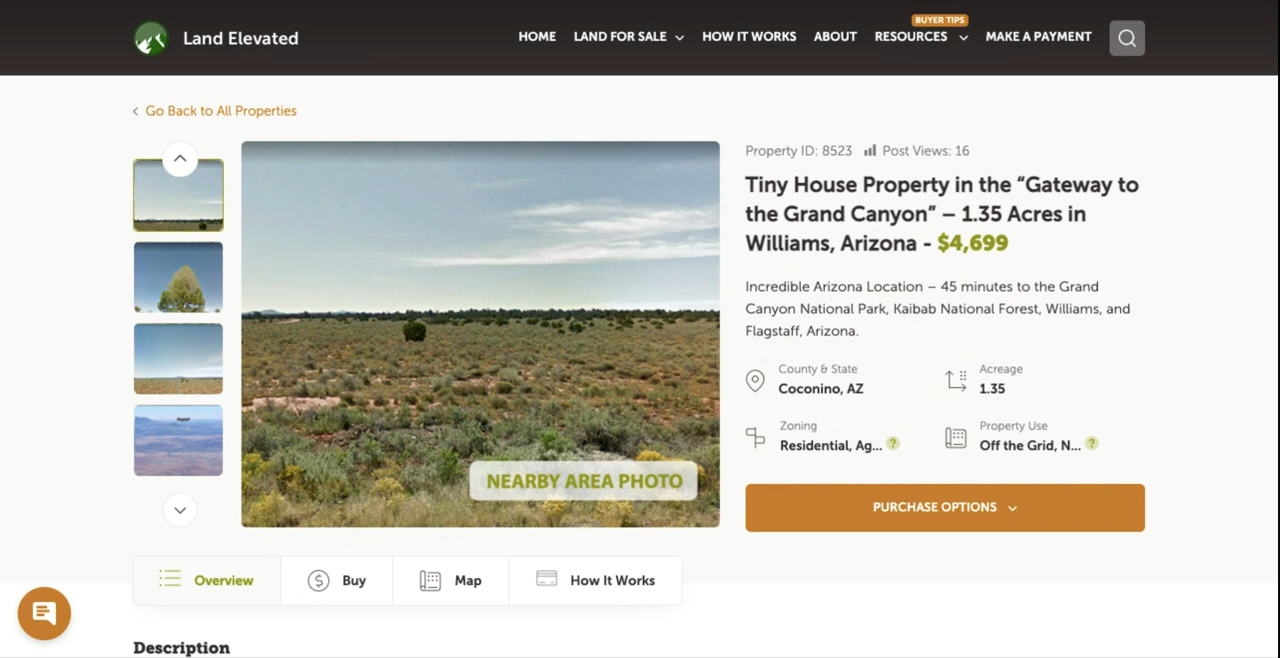 Land Elevated
HOME LAND FOR SALE HOW IT WORKS ABOUT RESOURCES MAKE A PAYMENT
BUYER TIPS
Go Back to All Properties
Property ID: 8523 Post Views: 16
Tiny House Property in the “Gateway to
the Grand Canyon” – 1.35 Acres in
Williams, Arizona - $4,699
Incredible Arizona Location – 45 minutes to the Grand
Canyon National Park, Kaibab National Forest, Williams, and
Flagstaff, Arizona.
County & State
Coconino, AZ
Acreage
1.35
Zoning
Residential, Ag... ?
Property Use
Off the Grid, N... ?
NEARBY AREA PHOTO
PURCHASE OPTIONS
Overview
$ Buy
Map
How It Works
Description